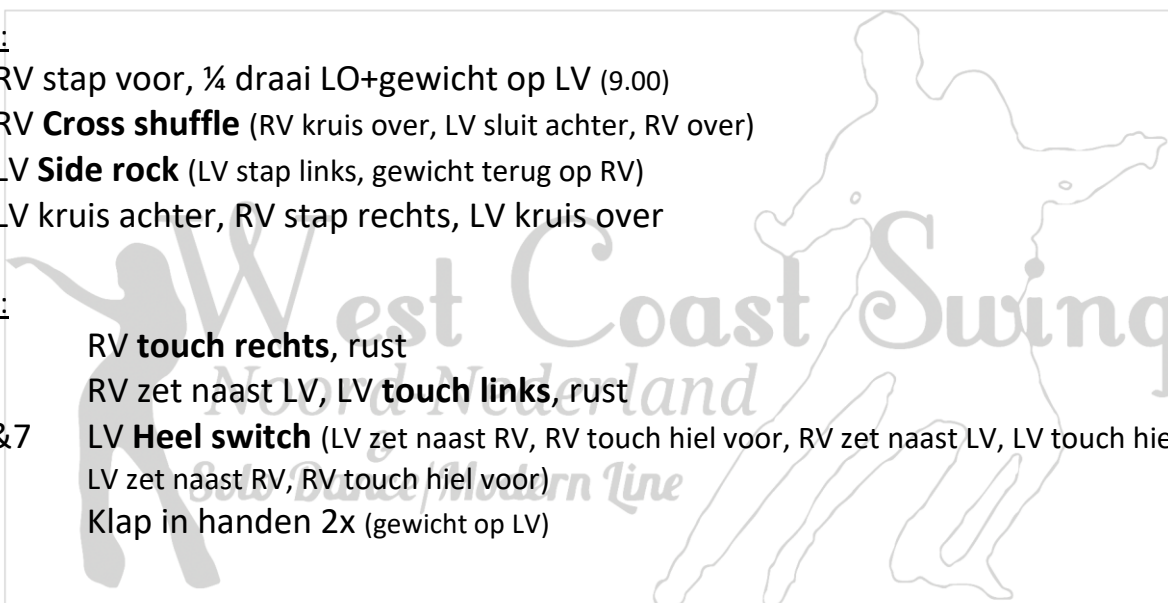 :
RV stap voor, ¼ draai LO+gewicht op LV (9.00)
RV Cross shuffle (RV kruis over, LV sluit achter, RV over)
LV Side rock (LV stap links, gewicht terug op RV)
LV kruis achter, RV stap rechts, LV kruis over
West Coast Swing
:
RV touch rechts, rust
Noord-Nederland
RV zet naast LV, LV touch links, rust
&7 LV Heel switch (LV zet naast RV, RV touch hiel voor, RV zet naast LV, LV touch hie
&
LV zet naast RV, RV touch hiel voor)
Solo Dance/Modern Line
Klap in handen 2x (gewicht op LV)